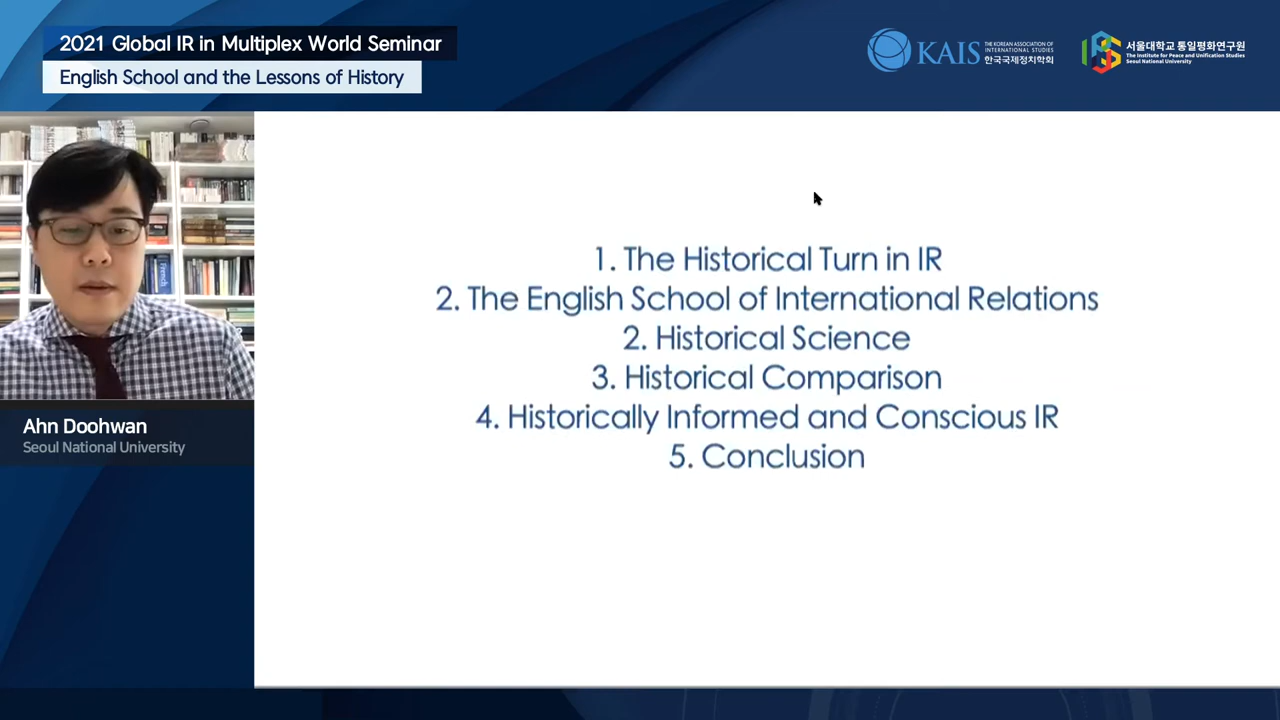 2021 Global IR in Multiplex World Seminar
English School and the Lessons of History
KAIS
THE KOREAN ASSOCIATION OF
INTERNATIONAL STUDIES
한국국제정치학회
서울대학교 통일평화연구원
The Institute for Peace and Unification Studies
Seoul National University
1. The Historical Turn in IR
2. The English School of International Relations
2. Historical Science
3. Historical Comparison
4. Historically Informed and Conscious IR
5. Conclusion
French
Ahn Doohwan
Seoul National University